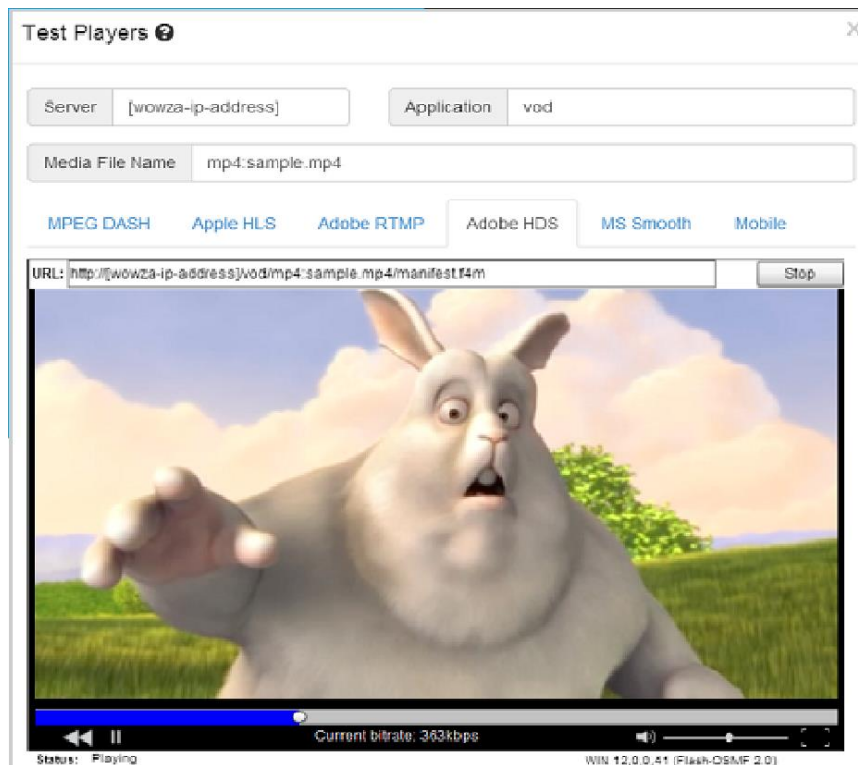 Test Players ?
Server [wowza-ip-address] Application vod
Media File Name mp4:sample.mp4
MPEG DASH Apple HLS Adobe RTMP Adobe HDS MS Smooth Mobile
URL: http://[wowza-ip-address]/vod/mp4:sample.mp4/manifest.f4m Stop
Current bitrate: 363kbps
Status: Playing WIN 12,0,0,41 (Flash-OSMF 2.0)